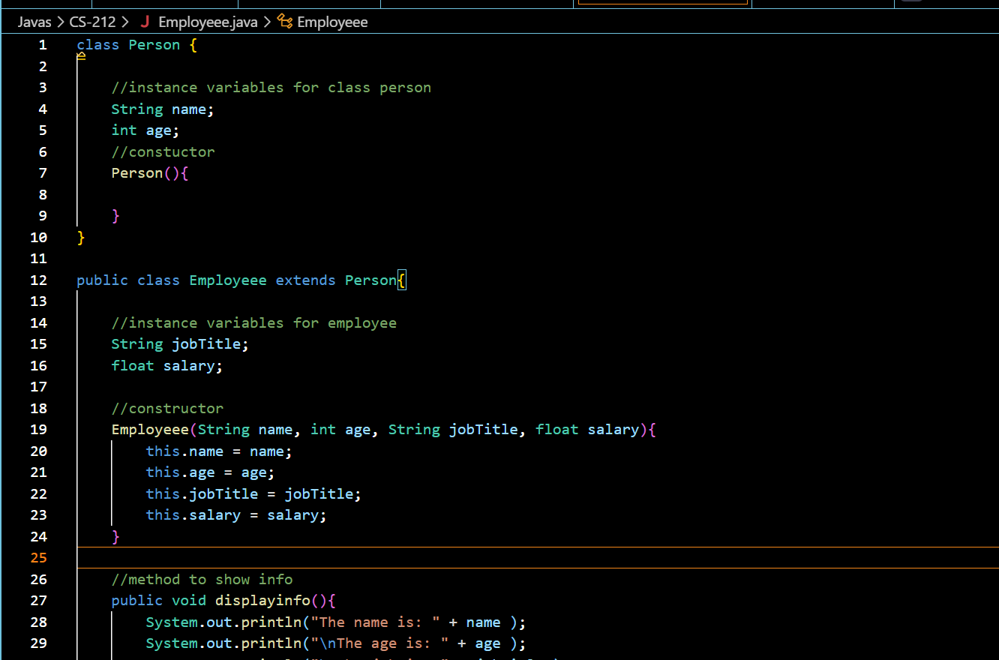 Javas > CS-212 > J Employeee.java > Employeee
1 class Person {
2
3 //instance variables for class person
4 String name;
5 int age;
6 //constuctor
7 Person(){
8
9 }
10 }
11
12 public class Employeee extends Person{
13
14 //instance variables for employee
15 String jobTitle;
16 float salary;
17
18 //constructor
19 Employeee(String name, int age, String jobTitle, float salary){
20 this.name = name;
21 this.age = age;
22 this.jobTitle = jobTitle;
23 this.salary = salary;
24 }
25
26 //method to show info
27 public void displayinfo(){
28 System.out.println("The name is: " + name );
29 System.out.println("\nThe age is: " + age );